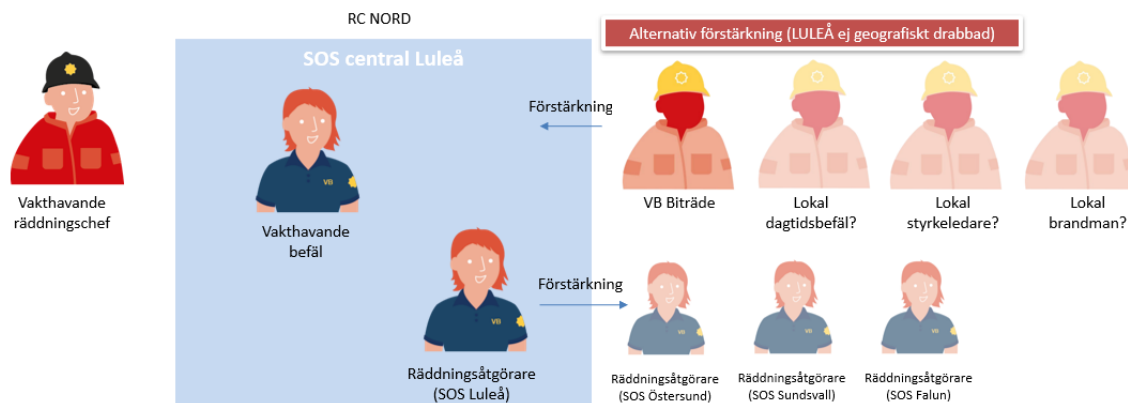 RC NORD
Alternativ förstärkning (LULEÅ ej geografiskt drabbad)
SOS central Luleå
Förstärkning
VB
Vakthavande
räddningschef
Vakthavande
befäl
VB Biträde
Lokal
dagtidsbefäl?
Lokal
styrkeledare?
Lokal
brandman?
Förstärkning
VB
VB
VB
VB
Räddningsåtgörare
(SOS Luleå)
Räddningsåtgörare
(SOS Östersund)
Räddningsåtgörare
(SOS Sundsvall)
Räddningsåtgörare
(SOS Falun)